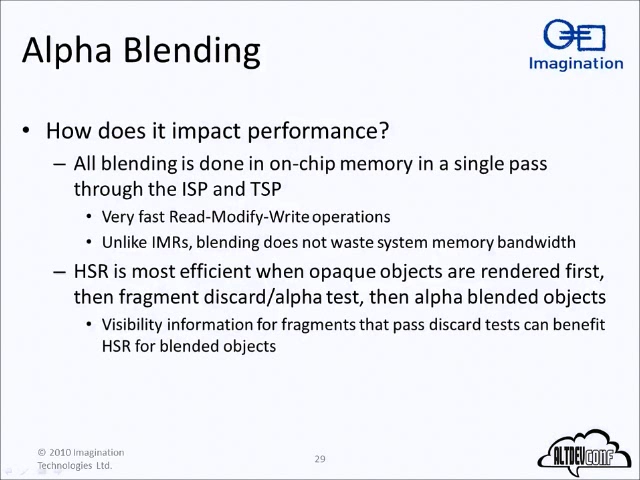 Alpha Blending
Imagination
• How does it impact performance?
– All blending is done in on-chip memory in a single pass
through the ISP and TSP
• Very fast Read-Modify-Write operations
• Unlike IMRs, blending does not waste system memory bandwidth
– HSR is most efficient when opaque objects are rendered first,
then fragment discard/alpha test, then alpha blended objects
• Visibility information for fragments that pass discard tests can benefit
HSR for blended objects
© 2010 Imagination
Technologies Ltd.
29
ALTDEVCONF